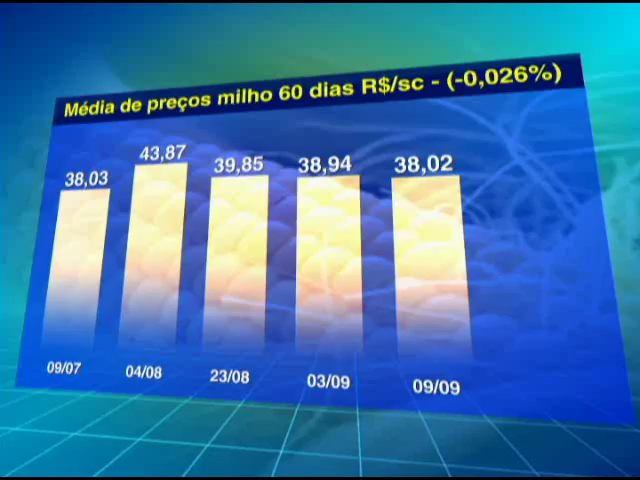 Média de preços milho 60 dias R$/sc - (-0,026%)
38,03 43,87 39,85 38,94 38,02
09/07 04/08 23/08 03/09 09/09